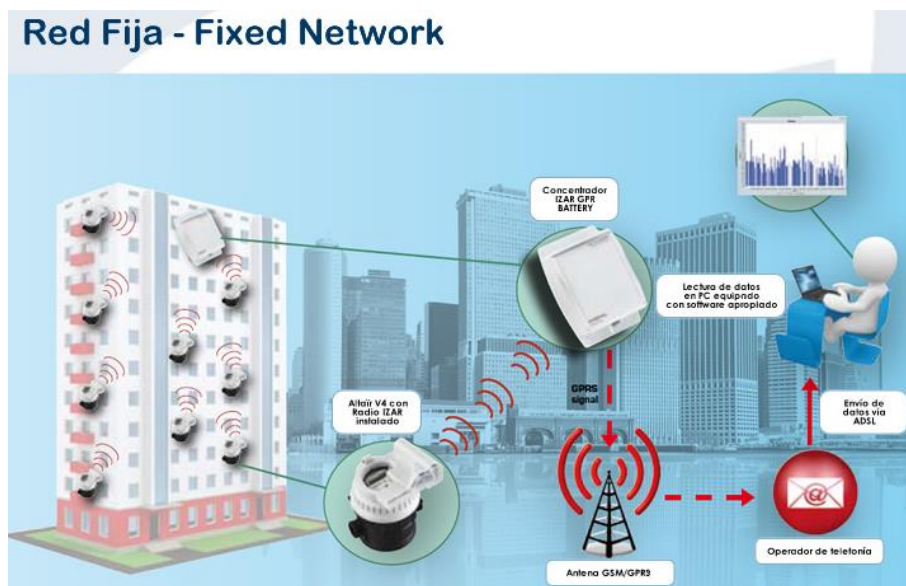 Red Fija - Fixed Network
Concentrador
IZAR GPR
BATTERY
Lectura de datos
en PC equipado
con software apropiado
GPRS
signal
Altaïr V4 con
Radio IZAR
instalado
Envío de
datos via
ADSL
@
Operador de telefonía
Antena GSM/GPRS